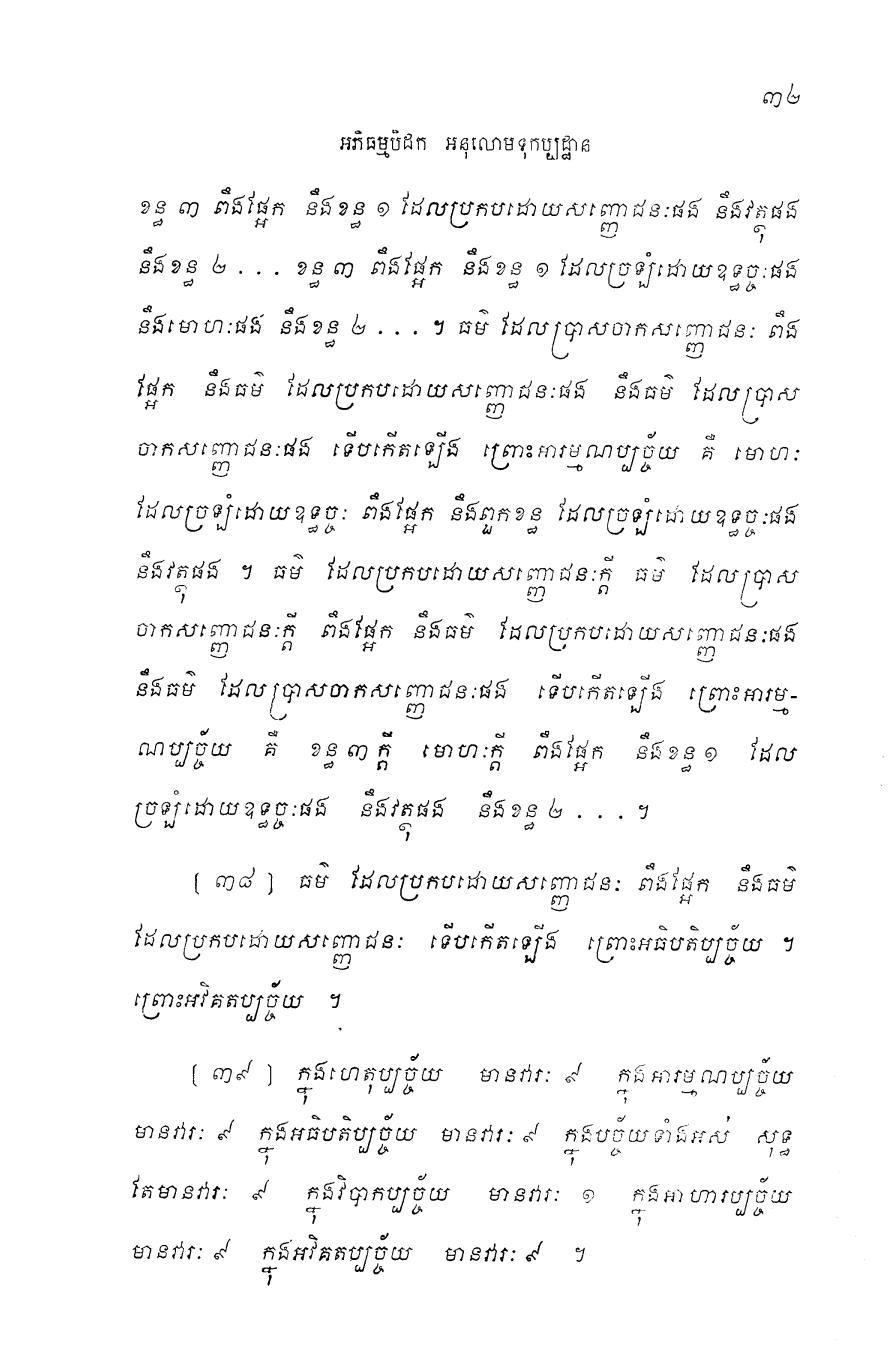 ៣២
អភិធម្មបិដក អនុលោមទុកប្បដ្ឋាន
ខន្ធ ៣ ពឹងផ្អែក នឹងខន្ធ ១ ដែលប្រកបដោយសញ្ញោជនៈផង នឹងវត្ថុផង
នឹងខន្ធ ២ . . . ខន្ធ ៣ ពឹងផ្អែក នឹងខន្ធ ១ ដែលច្រឡំដោយឧទ្ធច្ចៈផង
នឹងមោហៈផង នឹងខន្ធ ២ . . . ។ ធម៌ ដែលប្រាសចាកសញ្ញោជនៈ ពឹង
ផ្អែក នឹងធម៌ ដែលប្រកបដោយសញ្ញោជនៈផង នឹងធម៌ ដែលប្រាស
ចាកសញ្ញោជនៈផង ទើបកើតឡើង ព្រោះអារម្មណប្បច្ច័យ គឺ មោហៈ
ដែលច្រឡំដោយឧទ្ធច្ចៈ ពឹងផ្អែក នឹងពួកខន្ធ ដែលច្រឡំដោយឧទ្ធច្ចៈផង
នឹងវត្ថុផង ។ ធម៌ ដែលប្រកបដោយសញ្ញោជនៈក្តី ធម៌ ដែលប្រាស
ចាកសញ្ញោជនៈក្តី ពឹងផ្អែក នឹងធម៌ ដែលប្រកបដោយសញ្ញោជនៈផង
នឹងធម៌ ដែលប្រាសចាកសញ្ញោជនៈផង ទើបកើតឡើង ព្រោះអារម្ម-
ណប្បច្ច័យ គឺ ខន្ធ ៣ ក្តី មោហៈក្តី ពឹងផ្អែក នឹងខន្ធ ១ ដែល
ច្រឡំដោយឧទ្ធច្ចៈផង នឹងវត្ថុផង នឹងខន្ធ ២ . . . ។
[ ៣៨ ] ធម៌ ដែលប្រកបដោយសញ្ញោជនៈ ពឹងផ្អែក នឹងធម៌
ដែលប្រកបដោយសញ្ញោជនៈ ទើបកើតឡើង ព្រោះអធិបតិប្បច្ច័យ ។
ព្រោះអវិគតប្បច្ច័យ ។
[ ៣៩ ] ក្នុងហេតុប្បច្ច័យ មានវារៈ ៩ ក្នុងអារម្មណប្បច្ច័យ
មានវារៈ ៩ ក្នុងអធិបតិប្បច្ច័យ មានវារៈ ៩ ក្នុងបច្ច័យទាំងអស់ សុទ្ធ
តែមានវារៈ ៩ ក្នុងវិបាកប្បច្ច័យ មានវារៈ ១ ក្នុងអាហារប្បច្ច័យ
មានវារៈ ៩ ក្នុងអវិគតប្បច្ច័យ មានវារៈ ៩ ។